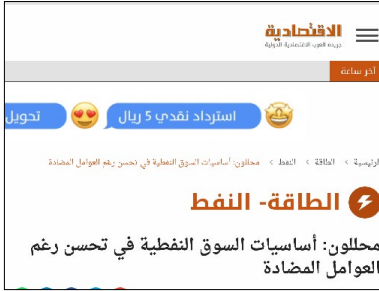 الاقتصادية
جريدة العرب الاقتصادية الدولية
آخر ساعة
استرداد نقدي 5 ريال
تحويل
الرئيسية > الطاقة > النفط > محللون: أساسيات السوق النفطية في تحسن رغم العوامل المضادة
الطاقة- النفط
محللون: أساسيات السوق النفطية في تحسن رغم
العوامل المضادة